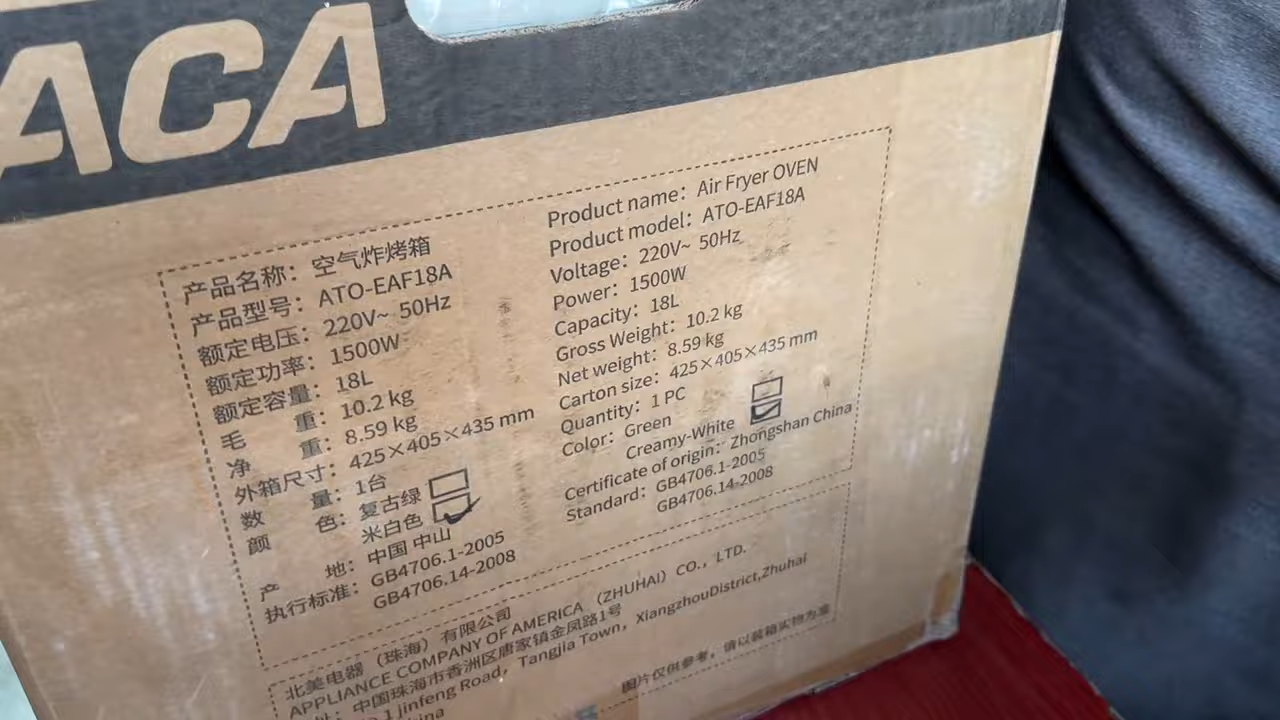 ACA
产品名称：空气炸烤箱
产品型号：ATO-EAF18A
额定电压：220V~ 50Hz
额定功率：1500W
额定容量：18L
毛 重：10.2 kg
净 重：8.59 kg
外箱尺寸：425×405×435 mm
数 量：1台
颜 色：复古绿
米白色
产 地：中国 中山
执行标准：GB4706.1-2005
GB4706.14-2008
Product name：Air Fryer OVEN
Product model：ATO-EAF18A
Voltage：220V~ 50Hz
Power：1500W
Capacity：18L
Gross Weight：10.2 kg
Net weight：8.59 kg
Carton size：425×405×435 mm
Quantity：1 PC
Color：Green
Creamy-White
Certificate of origin：Zhongshan China
Standard：GB4706.1-2005
GB4706.14-2008
北美电器（珠海）有限公司
APPLIANCE COMPANY OF AMERICA （ZHUHAI）CO.，LTD.
中国珠海市香洲区唐家镇金凤路1号
1 jinfeng Road，Tangjia Town，XiangzhouDistrict,Zhuhai
图片仅供参考，请以装箱实物为准